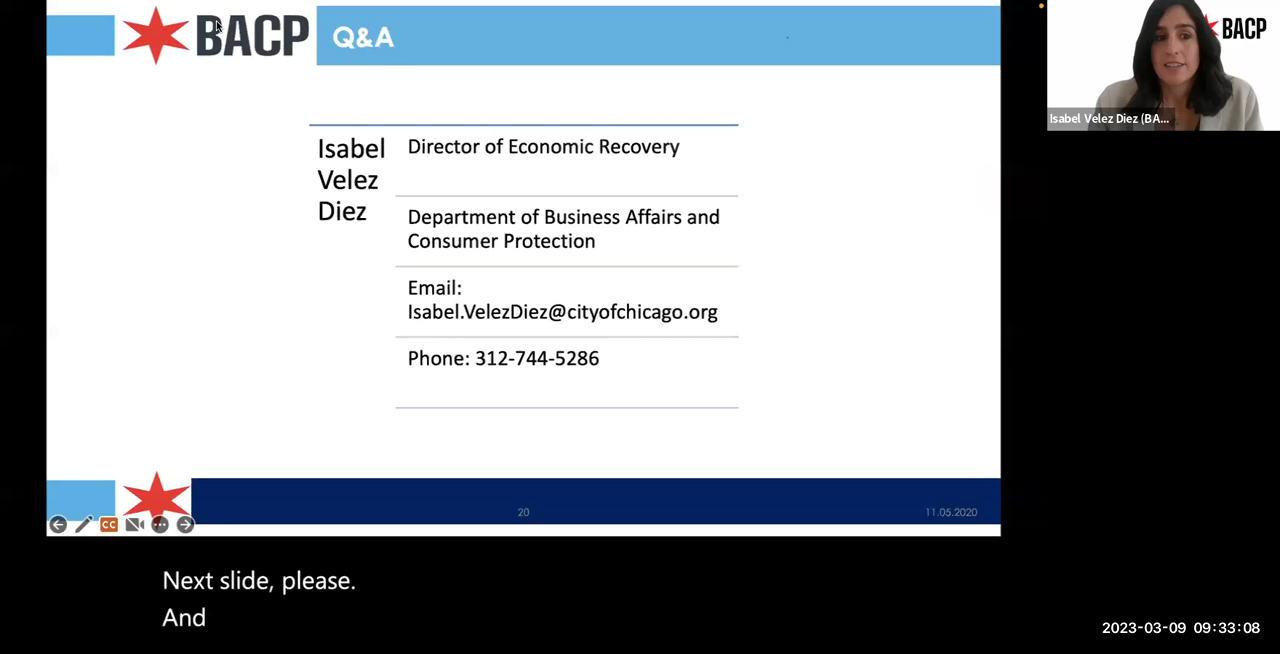 BACP
Q&A
Isabel
Velez
Diez
Director of Economic Recovery
Department of Business Affairs and
Consumer Protection
Email:
Isabel.VelezDiez@cityofchicago.org
Phone: 312-744-5286
20
11.05.2020
CC
BACP
Isabel Velez Diez (BA...
Next slide, please.
And
2023-03-09 09:33:08